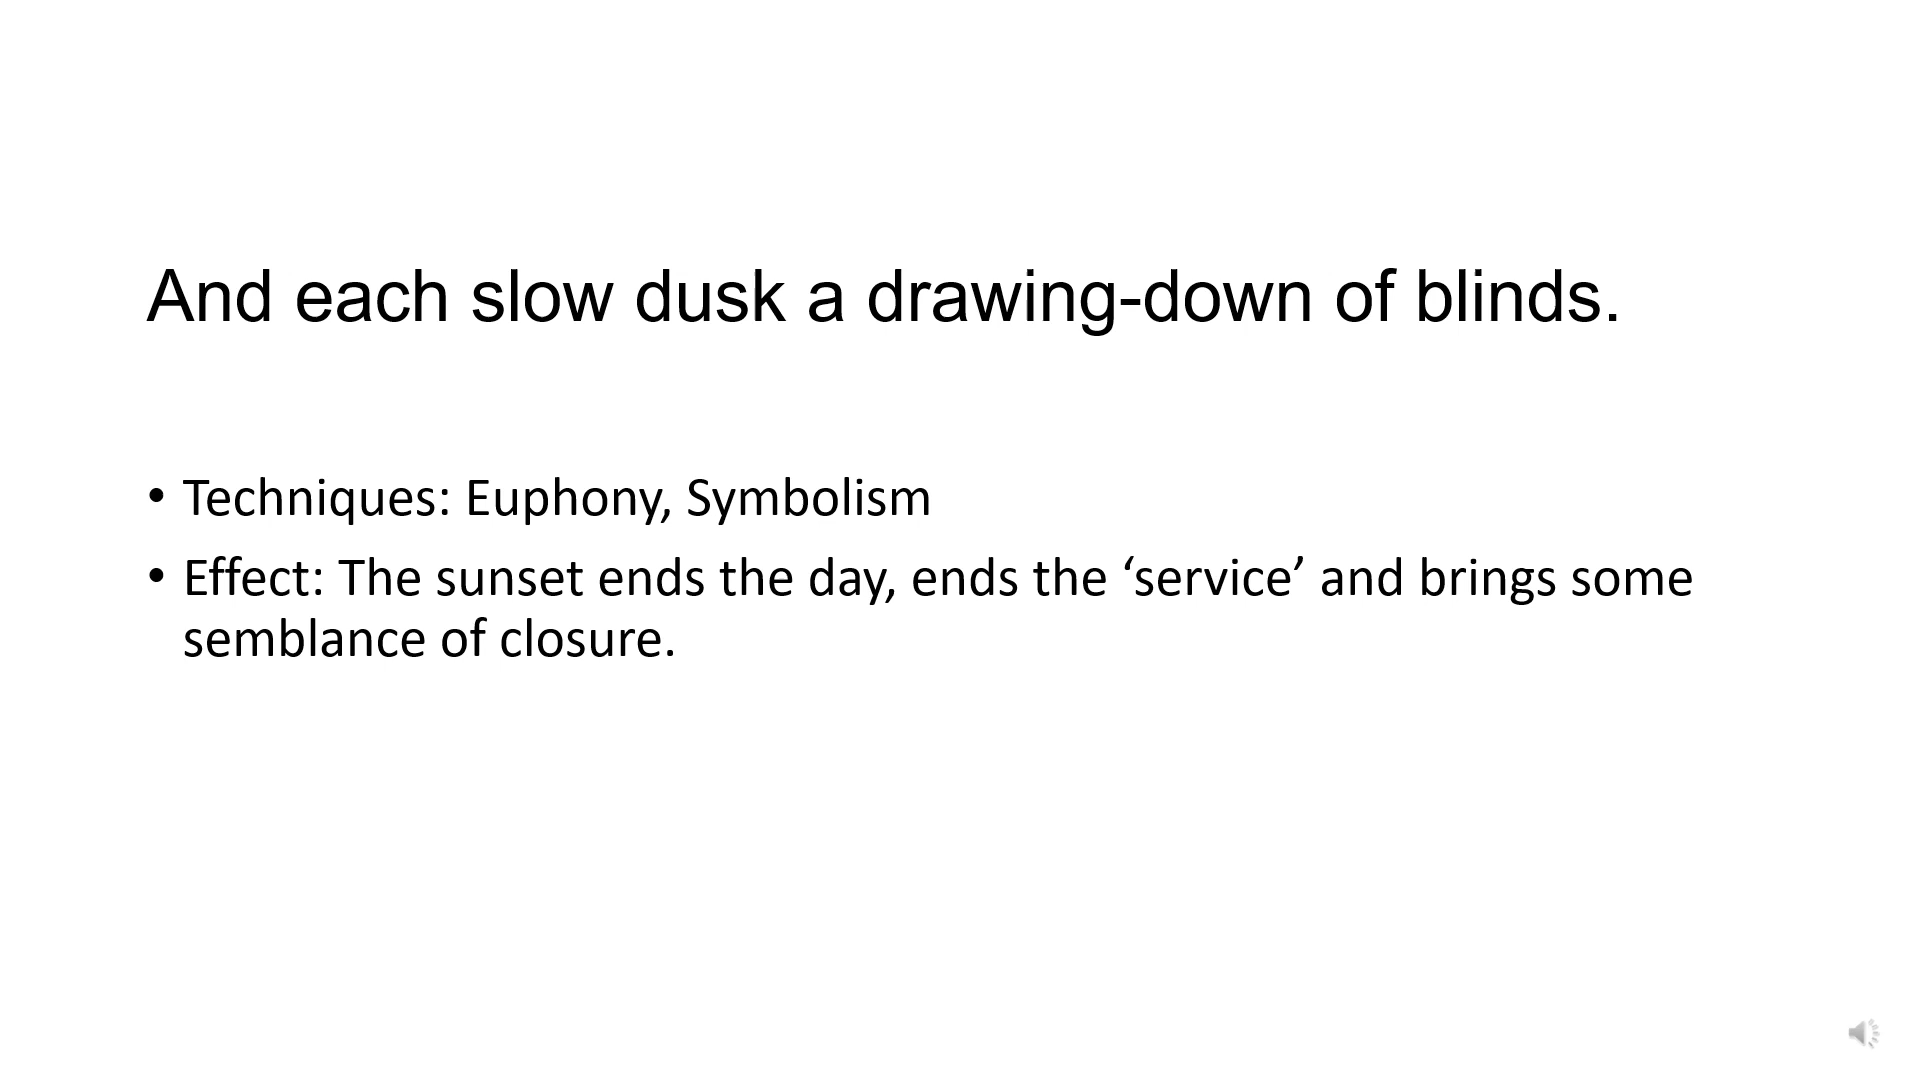 And each slow dusk a drawing-down of blinds.
• Techniques: Euphony, Symbolism
• Effect: The sunset ends the day, ends the ‘service’ and brings some
semblance of closure.